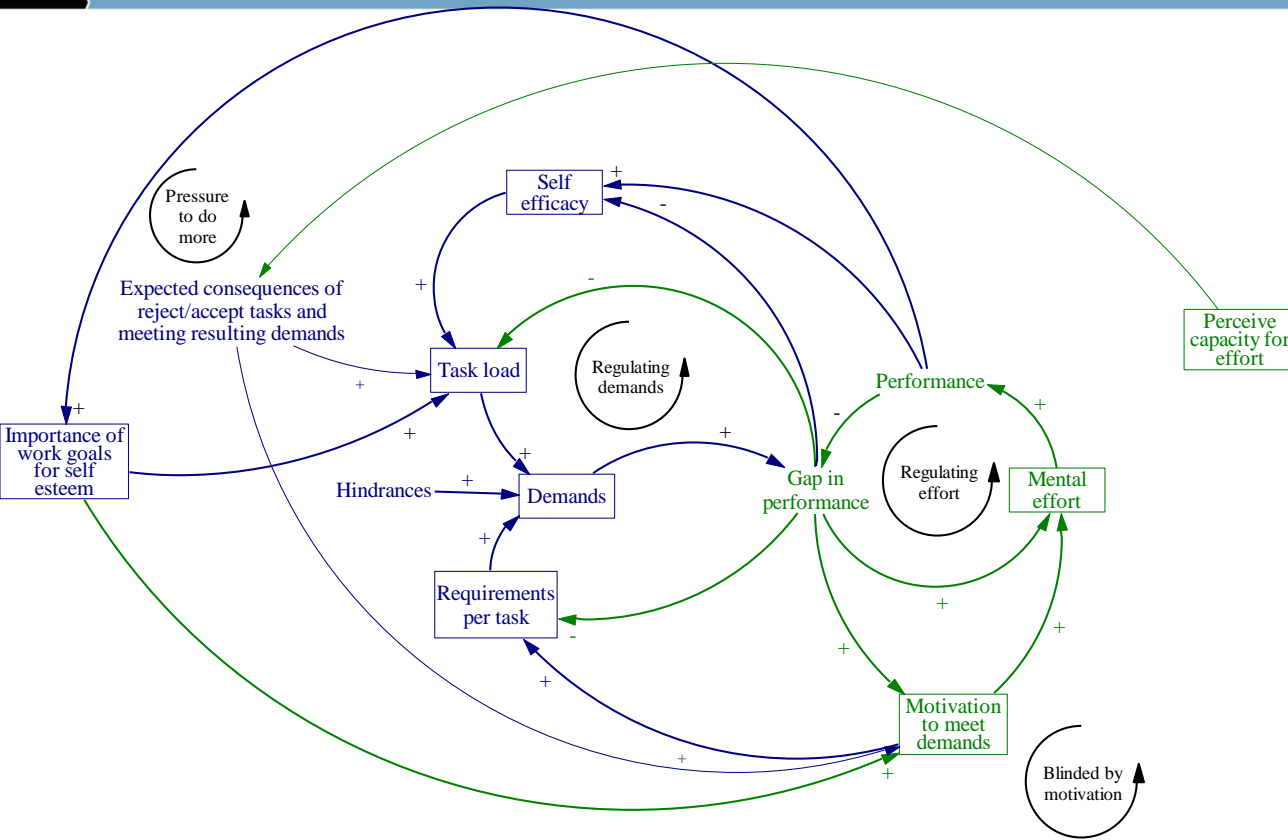 Self
efficacy
+
-
Pressure
to do
more
Expected consequences of
reject/accept tasks and
meeting resulting demands
+
-
Perceive
capacity for
effort
Regulating
demands
Task load
+
Performance
-
+
+
Importance of
work goals
for self
esteem
+
+
+
Hindrances
+
Demands
Gap in
performance
Regulating
effort
Mental
effort
+
Requirements
per task
-
+
+
+
+
Motivation
to meet
demands
+
+
Blinded by
motivation